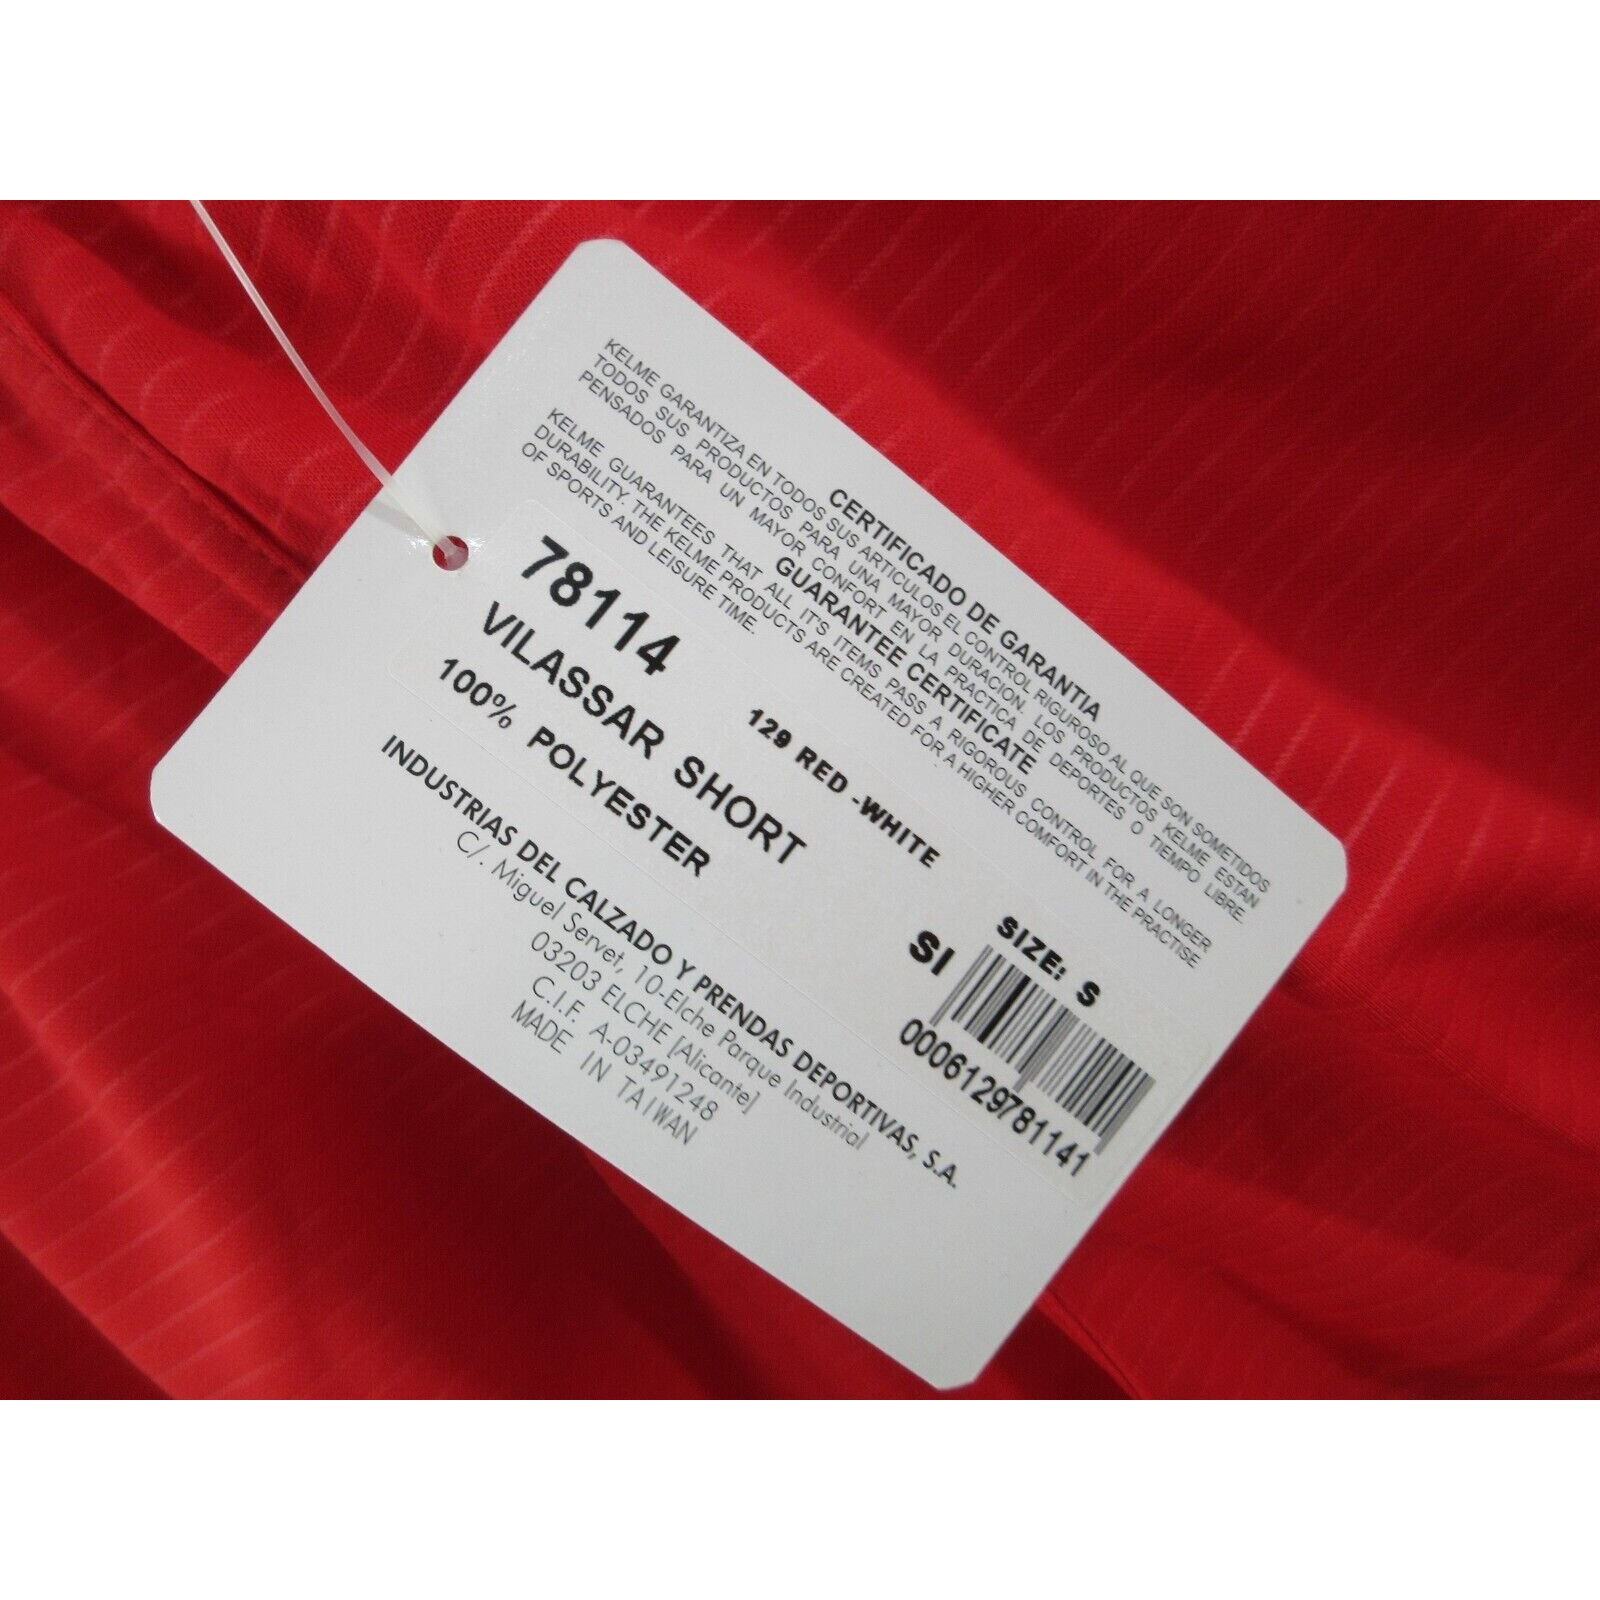 CERTIFICADO DE GARANTIA
KELME GARANTIZA EN TODOS SUS ARTICULOS EL CONTROL RIGUROSO AL QUE SON SOMETIDOS
TODOS SUS PRODUCTOS PARA UNA MAYOR DURACION. LOS PRODUCTOS KELME ESTAN
PENSADOS PARA UN MAYOR CONFORT EN LA PRACTICA DE DEPORTES O TIEMPO LIBRE.
GUARANTEE CERTIFICATE
KELME GUARANTEES THAT ALL IT'S ITEMS PASS A RIGOROUS CONTROL FOR A LONGER
DURABILITY. THE KELME PRODUCTS ARE CREATED FOR A HIGHER COMFORT IN THE PRACTISE
OF SPORTS AND LEISURE TIME.
78114
129 RED -WHITE
SIZE: S
VILASSAR SHORT
SI
100% POLYESTER
0006129781141
INDUSTRIAS DEL CALZADO Y PRENDAS DEPORTIVAS, S.A.
C/. Miguel Servet, 10-Elche Parque Industrial
03203 ELCHE [Alicante]
C.I.F. A-03491248
MADE IN TAIWAN